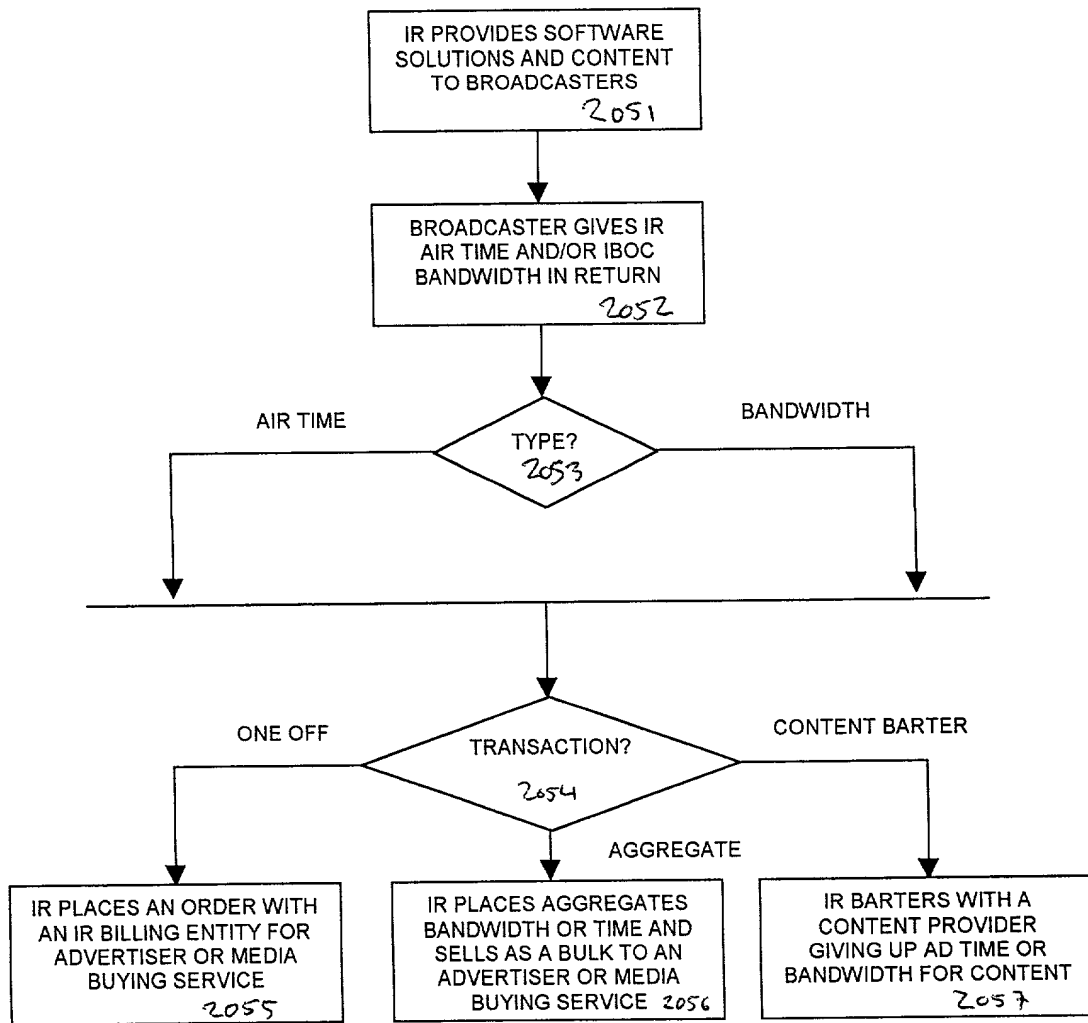 IR PROVIDES SOFTWARE
SOLUTIONS AND CONTENT
TO BROADCASTERS
2051
BROADCASTER GIVES IR
AIR TIME AND/OR IBOC
BANDWIDTH IN RETURN
2052
AIR TIME
BANDWIDTH
TYPE?
2053
ONE OFF
TRANSACTION?
CONTENT BARTER
2054
AGGREGATE
IR PLACES AN ORDER WITH
AN IR BILLING ENTITY FOR
ADVERTISER OR MEDIA
BUYING SERVICE
2055
IR PLACES AGGREGATES
BANDWIDTH OR TIME AND
SELLS AS A BULK TO AN
ADVERTISER OR MEDIA
BUYING SERVICE 2056
IR BARTERS WITH A
CONTENT PROVIDER
GIVING UP AD TIME OR
BANDWIDTH FOR CONTENT
2057